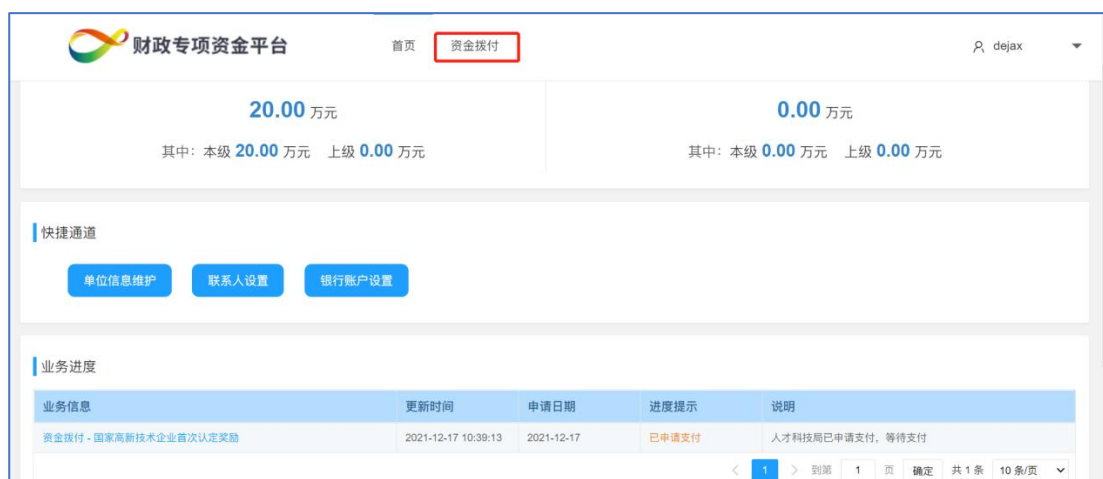 财政专项资金平台 首页 资金拨付 dejax
20.00 万元 0.00 万元
其中：本级 20.00 万元 上级 0.00 万元 其中：本级 0.00 万元 上级 0.00 万元
快捷通道
单位信息维护 联系人设置 银行账户设置
业务进度
业务信息 更新时间 申请日期 进度提示 说明
资金拨付 - 国家高新技术企业首次认定奖励 2021-12-17 10:39:13 2021-12-17 已申请支付 人才科技局已申请支付，等待支付
< 1 > 到第 1 页 确定 共 1 条 10 条/页